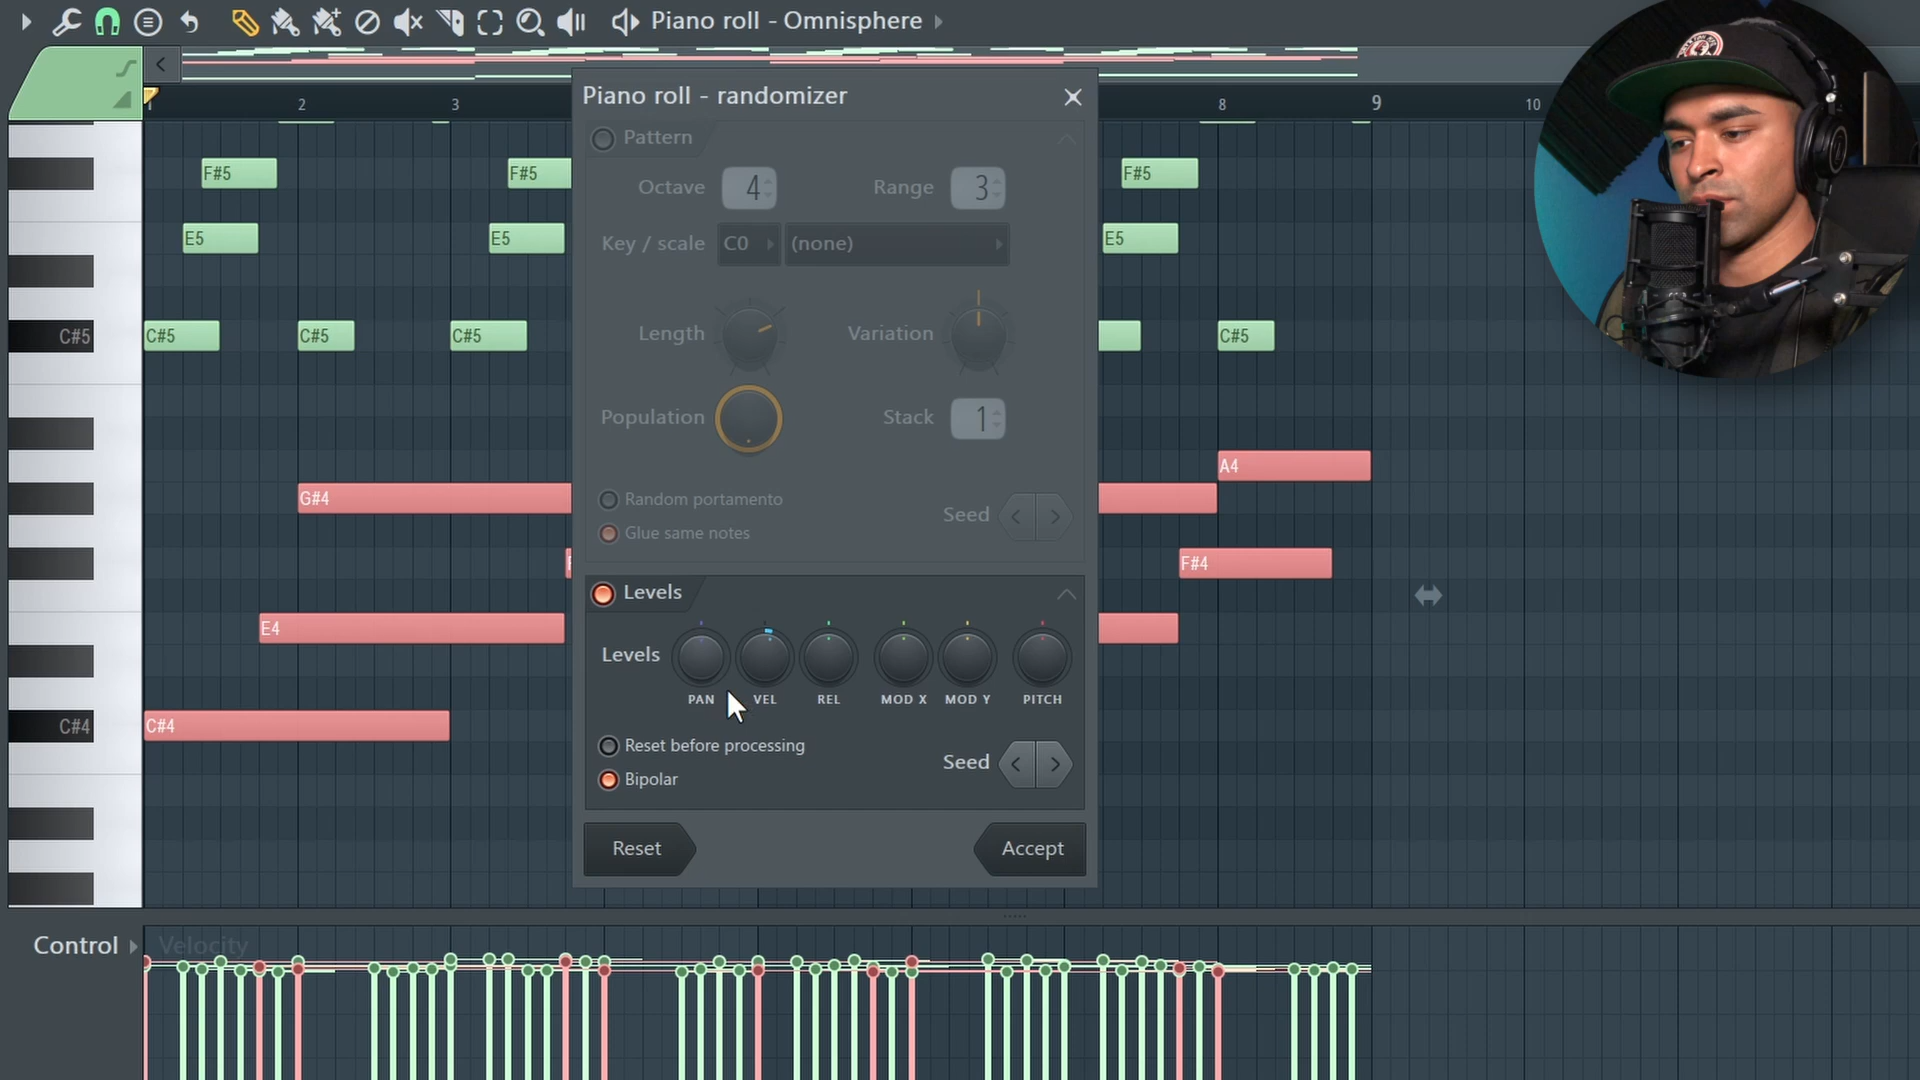 Piano roll - Omnisphere
2
3
8
9
10
Piano roll - randomizer
Pattern
Octave 4 Range 3
Key / scale C0 (none)
Length Variation
Population Stack 1
Random portamento
Glue same notes
Seed
Levels
Levels
PAN VEL REL MOD X MOD Y PITCH
Reset before processing
Bipolar
Seed
Reset Accept
F#5 F#5 F#5
E5 E5 E5
C#5 C#5 C#5 C#5 C#5
A4
G#4
F#4
E4
C#4 C#4
Control Velocity